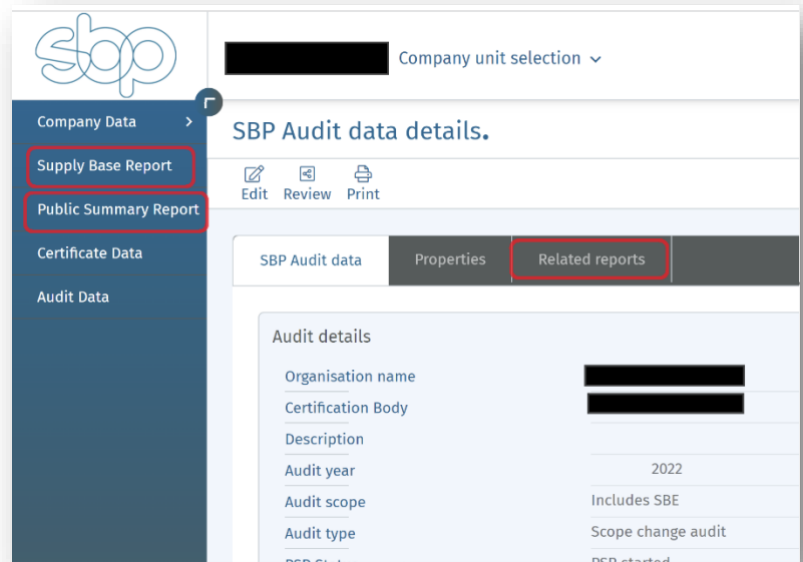 sbp
Company unit selection
Company Data
SBP Audit data details.
Supply Base Report
Edit Review Print
Public Summary Report
Certificate Data
SBP Audit data Properties Related reports
Audit Data
Audit details
Organisation name
Certification Body
Description
Audit year 2022
Audit scope Includes SBE
Audit type Scope change audit